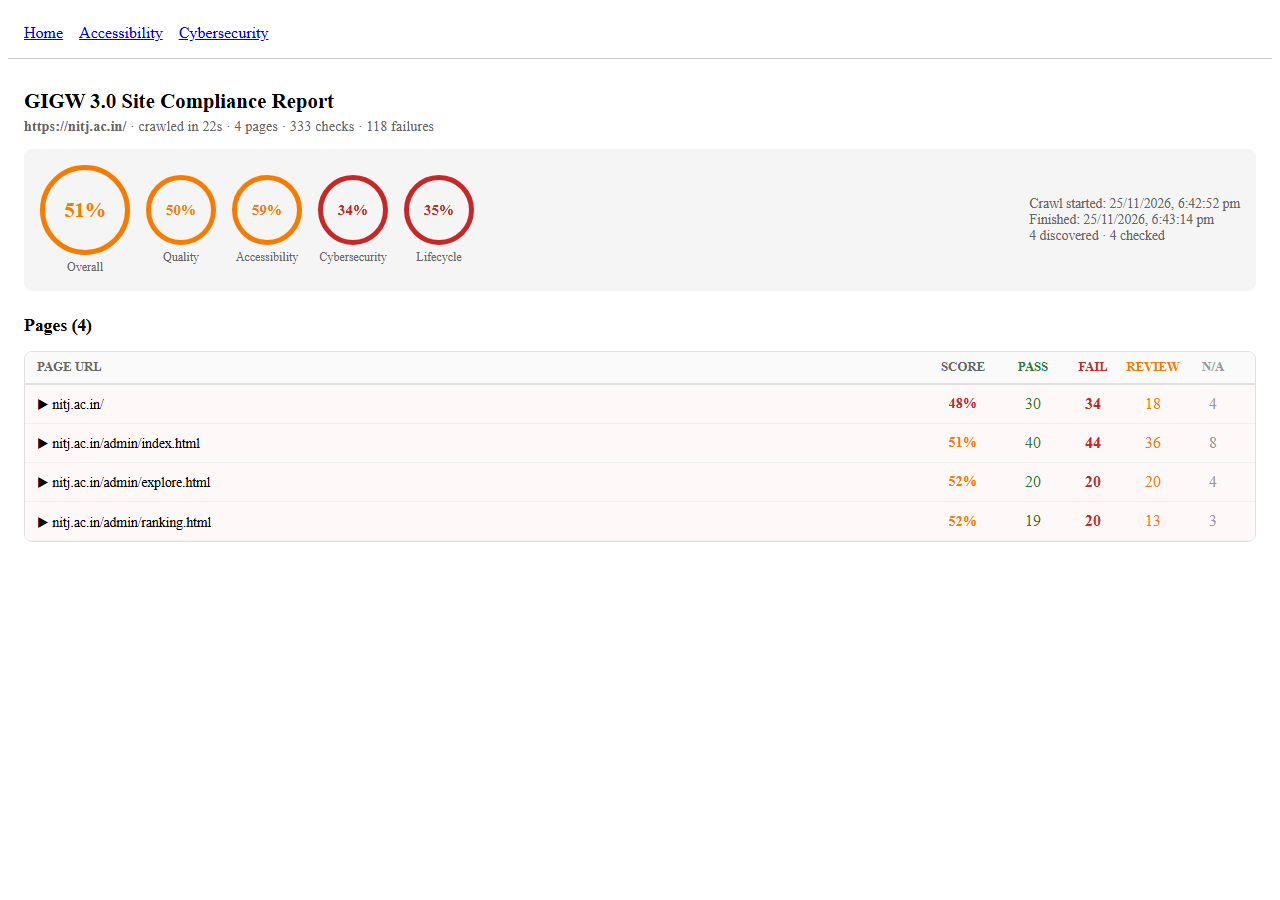 Home Accessibility Cybersecurity
GIGW 3.0 Site Compliance Report
https://nitj.ac.in/ · crawled in 22s · 4 pages · 333 checks · 118 failures
51%
Overall
50%
Quality
59%
Accessibility
34%
Cybersecurity
35%
Lifecycle
Crawl started: 25/11/2026, 6:42:52 pm
Finished: 25/11/2026, 6:43:14 pm
4 discovered · 4 checked
Pages (4)
PAGE URL SCORE PASS FAIL REVIEW N/A
▶ nitj.ac.in/ 48% 30 34 18 4
▶ nitj.ac.in/admin/index.html 51% 40 44 36 8
▶ nitj.ac.in/admin/explore.html 52% 20 20 20 4
▶ nitj.ac.in/admin/ranking.html 52% 19 20 13 3